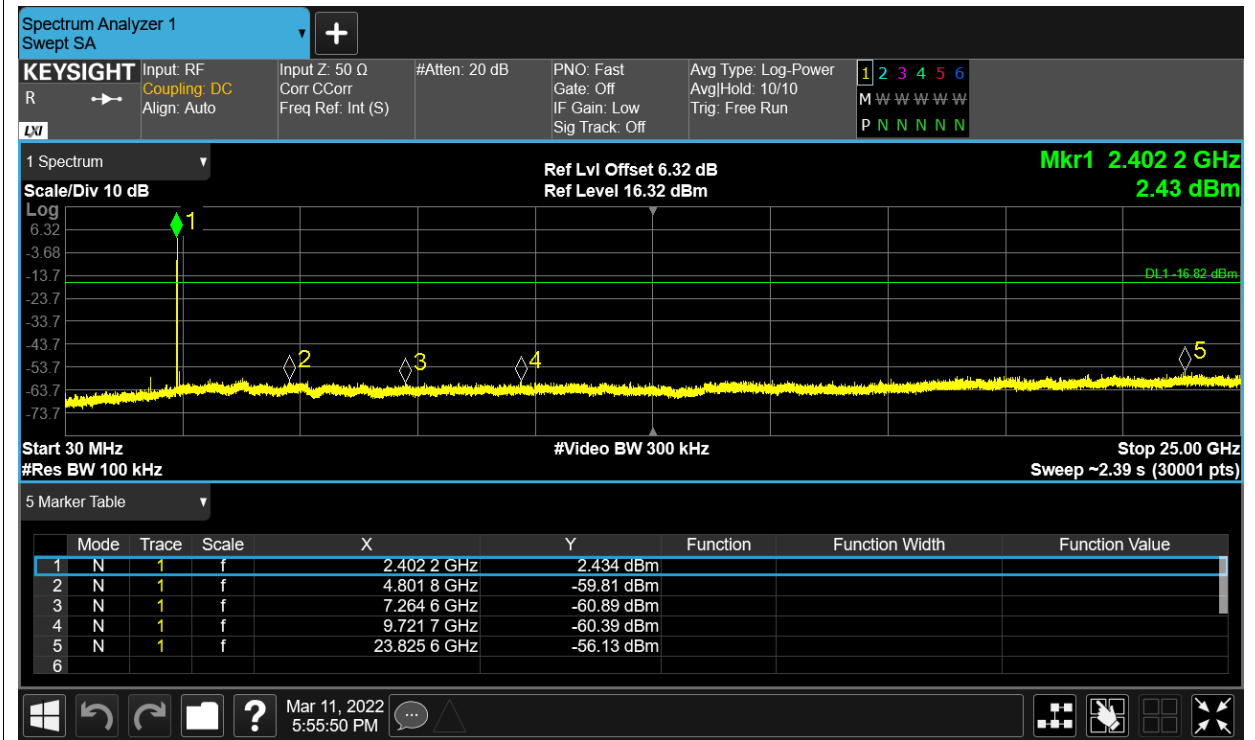 Spectrum Analyzer 1
Swept SA
KEYSIGHT
R
LXI
Input: RF
Coupling: DC
Align: Auto
Input Z: 50 Ω
Corr CCorr
Freq Ref: Int (S)
#Atten: 20 dB
PNO: Fast
Gate: Off
IF Gain: Low
Sig Track: Off
Avg Type: Log-Power
Avg|Hold: 10/10
Trig: Free Run
1 2 3 4 5 6
M W W W W W
P N N N N N
1 Spectrum
Scale/Div 10 dB
Ref Lvl Offset 6.32 dB
Ref Level 16.32 dBm
Mkr1 2.402 2 GHz
2.43 dBm
Log
6.32
-3.68
-13.7
-23.7
-33.7
-43.7
-53.7
-63.7
-73.7
1
2
3
4
5
DL1 -16.82 dBm
Start 30 MHz
#Video BW 300 kHz
Stop 25.00 GHz
#Res BW 100 kHz
Sweep ~2.39 s (30001 pts)
5 Marker Table
Mode Trace Scale X Y Function Function Width Function Value
1 N 1 f 2.402 2 GHz 2.434 dBm
2 N 1 f 4.801 8 GHz -59.81 dBm
3 N 1 f 7.264 6 GHz -60.89 dBm
4 N 1 f 9.721 7 GHz -60.39 dBm
5 N 1 f 23.825 6 GHz -56.13 dBm
6
?
Mar 11, 2022
5:55:50 PM